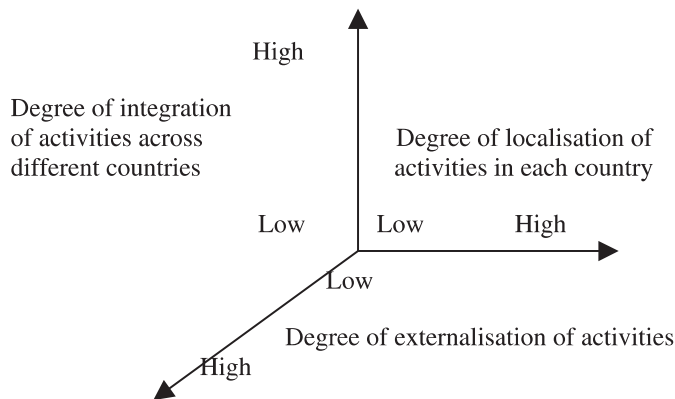 High
Degree of integration
of activities across
different countries
Degree of localisation of
activities in each country
Low
Low
High
Low
Degree of externalisation of activities
High